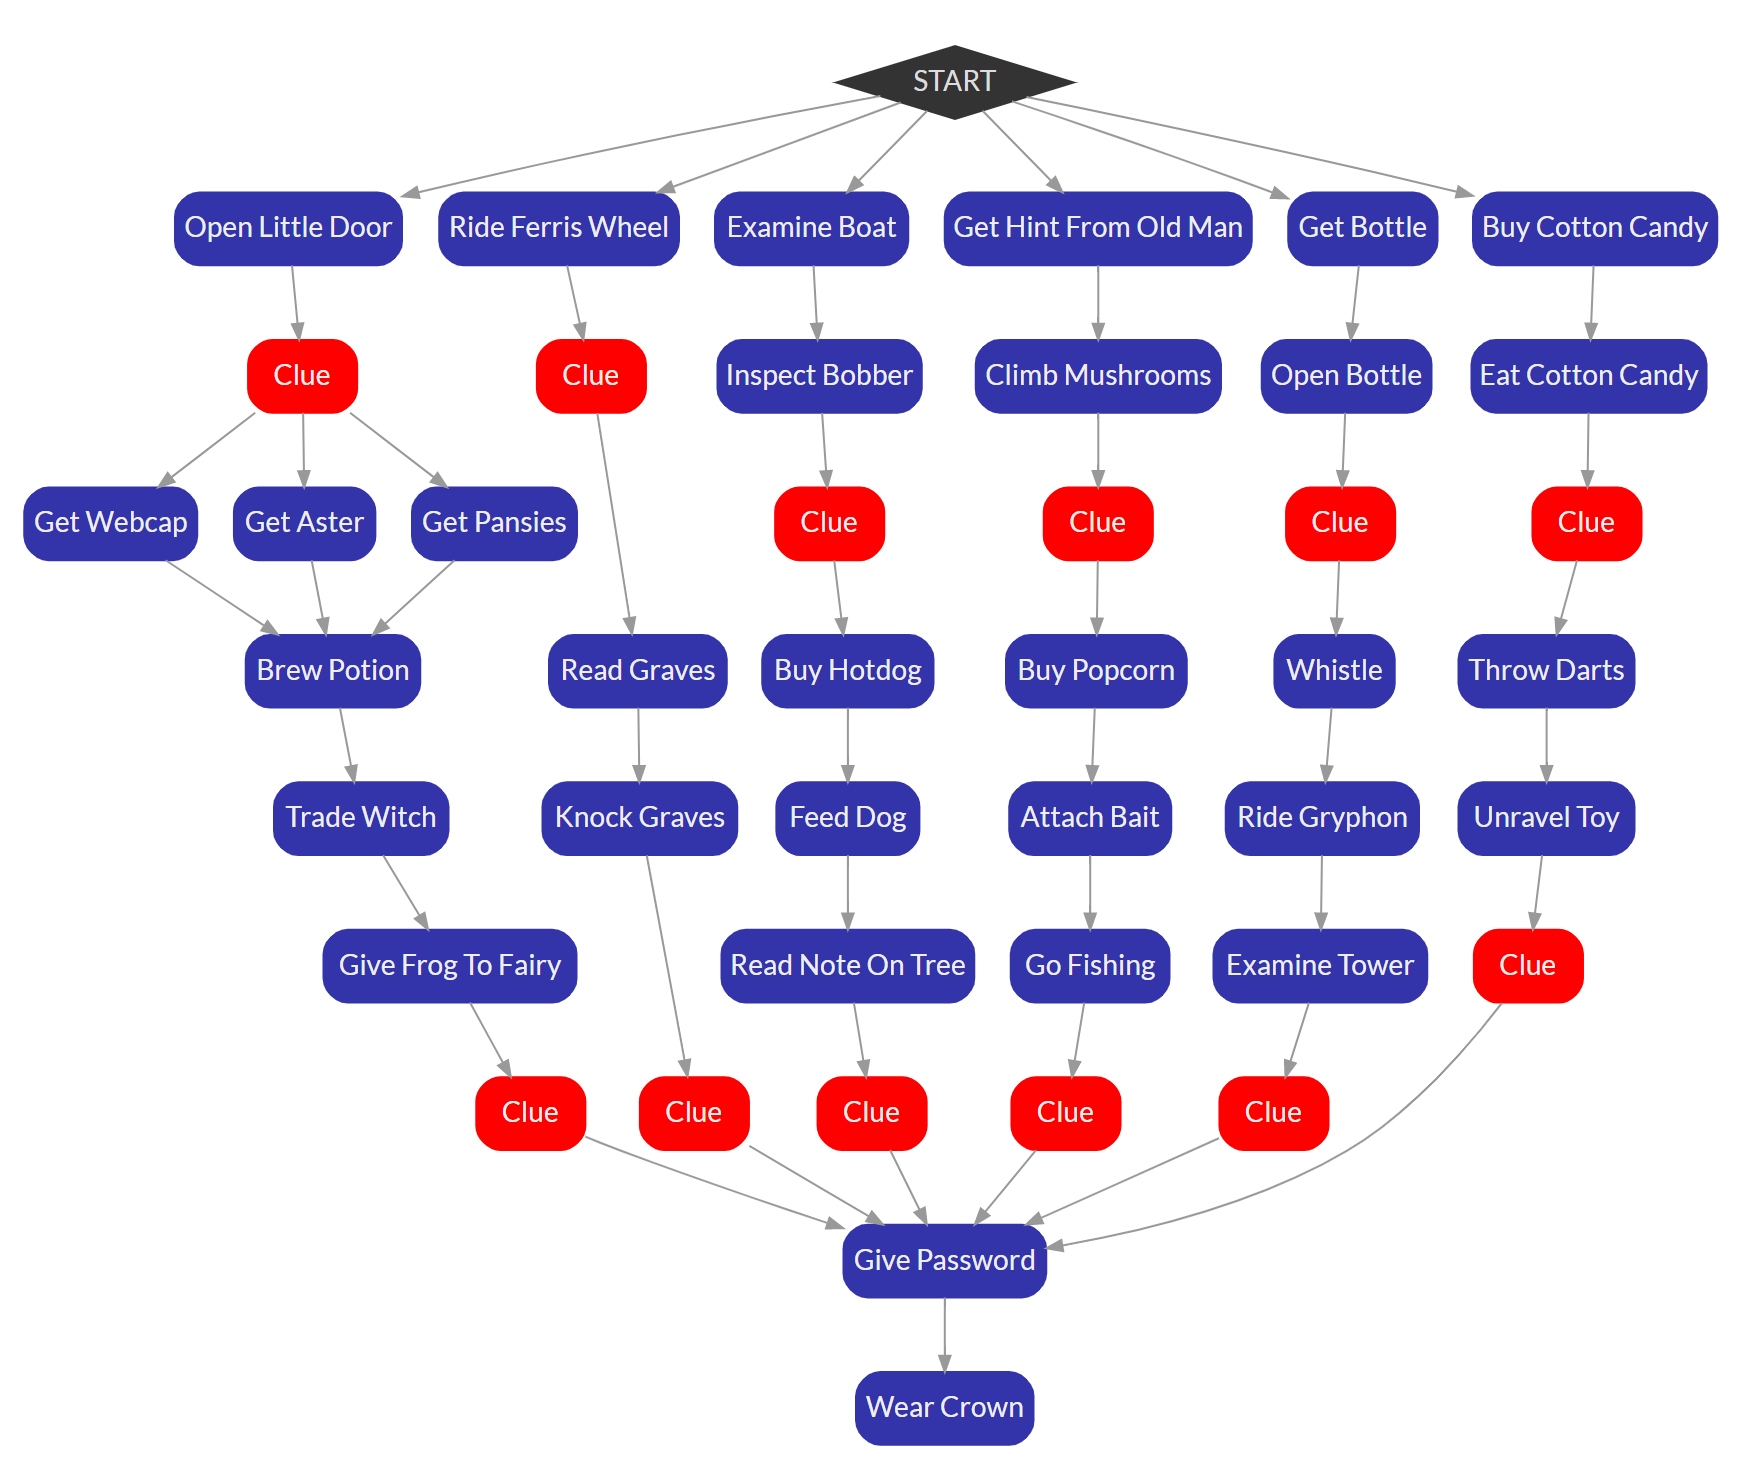 START
Open Little Door
Ride Ferris Wheel
Examine Boat
Get Hint From Old Man
Get Bottle
Buy Cotton Candy
Clue
Clue
Inspect Bobber
Climb Mushrooms
Open Bottle
Eat Cotton Candy
Get Webcap
Get Aster
Get Pansies
Clue
Clue
Clue
Clue
Brew Potion
Read Graves
Buy Hotdog
Buy Popcorn
Whistle
Throw Darts
Trade Witch
Knock Graves
Feed Dog
Attach Bait
Ride Gryphon
Unravel Toy
Give Frog To Fairy
Read Note On Tree
Go Fishing
Examine Tower
Clue
Clue
Clue
Clue
Clue
Clue
Give Password
Wear Crown